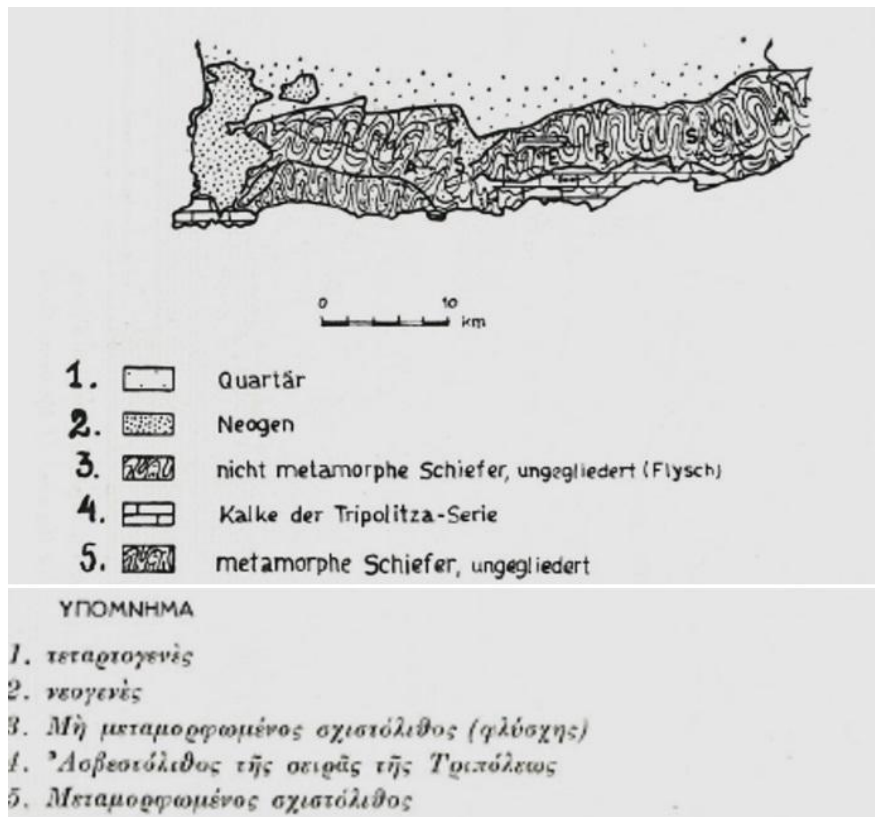 A S T E R S I A
0 10
km
1. Quartär
2. Neogen
3. nicht metamorphe Schiefer, ungegliedert (Flysch)
4. Kalke der Tripolitza-Serie
5. metamorphe Schiefer, ungegliedert
ΥΠΟΜΝΗΜΑ
1. τεταρτογενὲς
2. νεογενὲς
3. Μὴ μεταμορφωμένος σχιστόλιθος (φλύσχης)
4. Ἀσβεστόλιθος τῆς σειρᾶς τῆς Τριπόλεως
5. Μεταμορφωμένος σχιστόλιθος